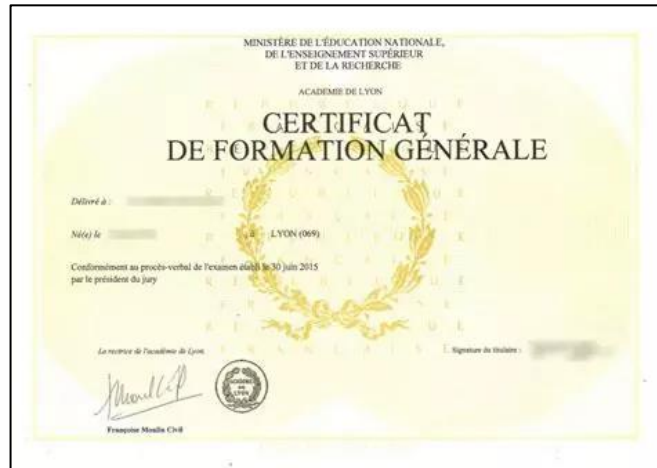 MINISTÈRE DE L'ÉDUCATION NATIONALE,
DE L'ENSEIGNEMENT SUPÉRIEUR
ET DE LA RECHERCHE
ACADEMIE DE LYON
CERTIFICAT
DE FORMATION GÉNÉRALE
Délivré à :
Né(e) le à LYON (069)
Conformément au procès-verbal de l'examen établi le 30 juin 2015
par le président du jury
La rectrice de l'académie de Lyon Signature du titulaire :
ACADÉMIE
DE
LYON
Françoise Moulin Civil